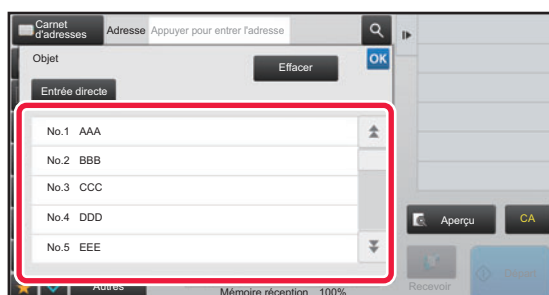 Carnet
d'adresses
Adresse Appuyer pour entrer l'adresse
Objet
Effacer
OK
Entrée directe
No.1 AAA
No.2 BBB
No.3 CCC
No.4 DDD
No.5 EEE
Aperçu
CA
Autres
Mémoire réception 100%
Recevoir
Départ